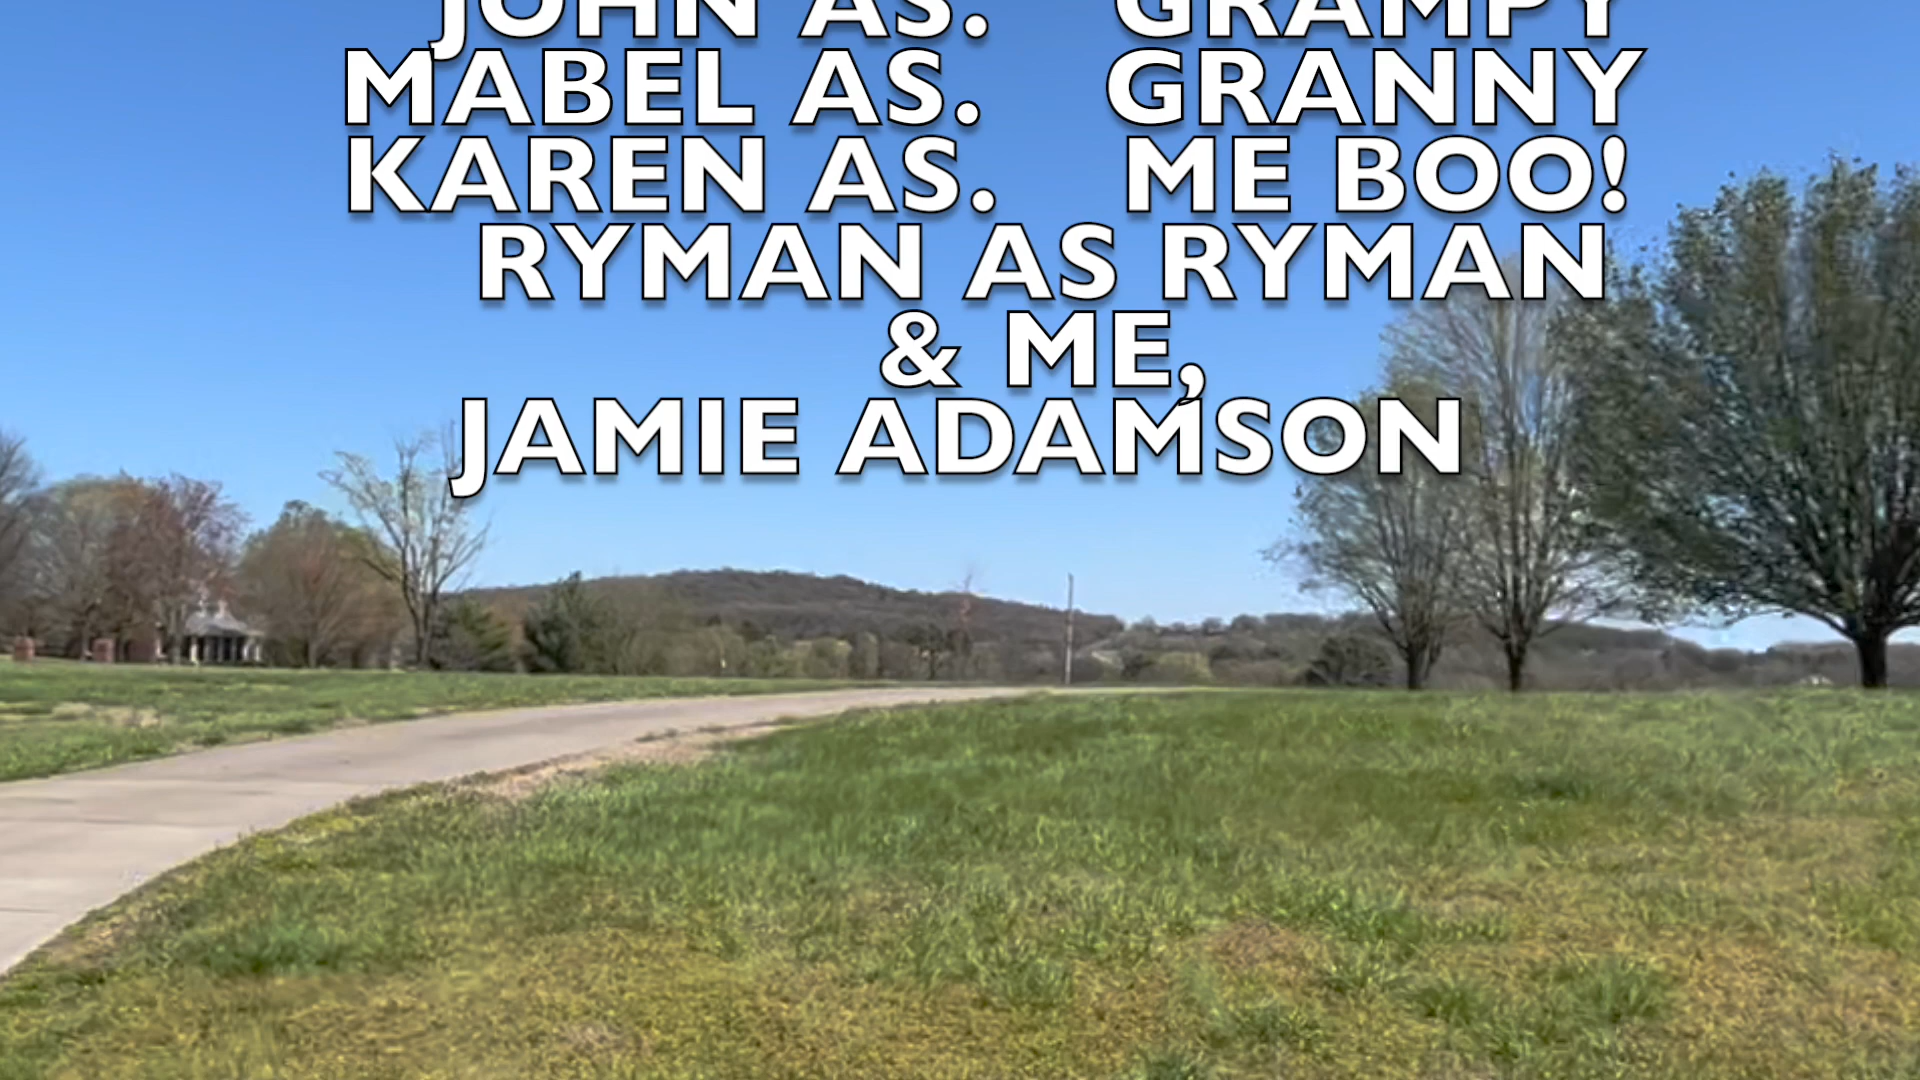 JOHN AS. GRAMPY
MABEL AS. GRANNY
KAREN AS. ME BOO!
RYMAN AS RYMAN
& ME,
JAMIE ADAMSON